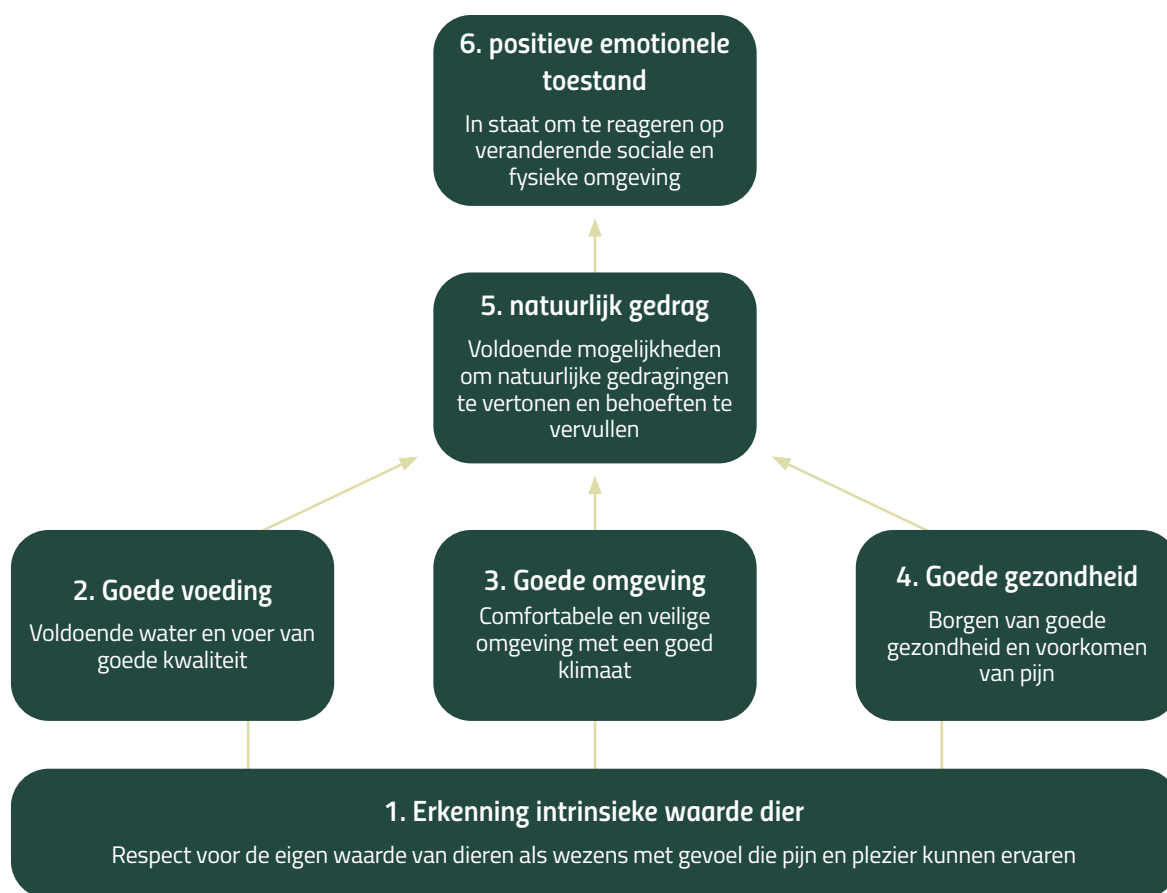 6. positieve emotionele
toestand
In staat om te reageren op
veranderende sociale en
fysieke omgeving
5. natuurlijk gedrag
Voldoende mogelijkheden
om natuurlijke gedragingen
te vertonen en behoeften te
vervullen
2. Goede voeding
Voldoende water en voer van
goede kwaliteit
3. Goede omgeving
Comfortabele en veilige
omgeving met een goed
klimaat
4. Goede gezondheid
Borgen van goede
gezondheid en voorkomen
van pijn
1. Erkenning intrinsieke waarde dier
Respect voor de eigen waarde van dieren als wezens met gevoel die pijn en plezier kunnen ervaren